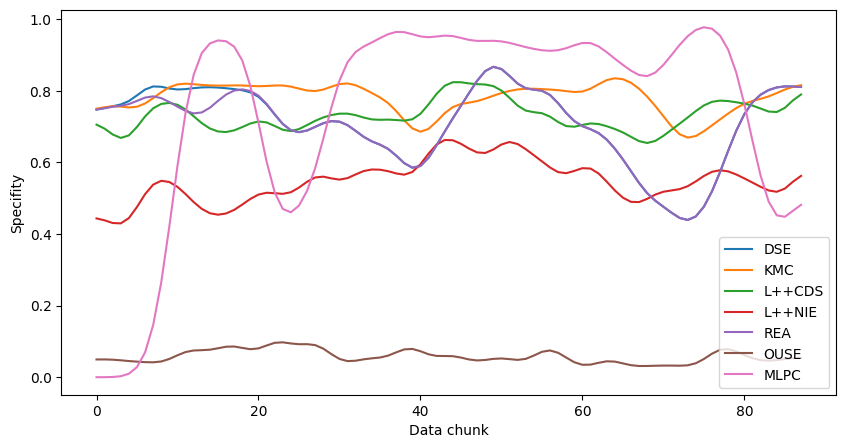 1.0
0.8
0.6
0.4
0.2
0.0
Specifity
0
20
40
60
80
Data chunk
DSE
KMC
L++CDS
L++NIE
REA
OUSE
MLPC